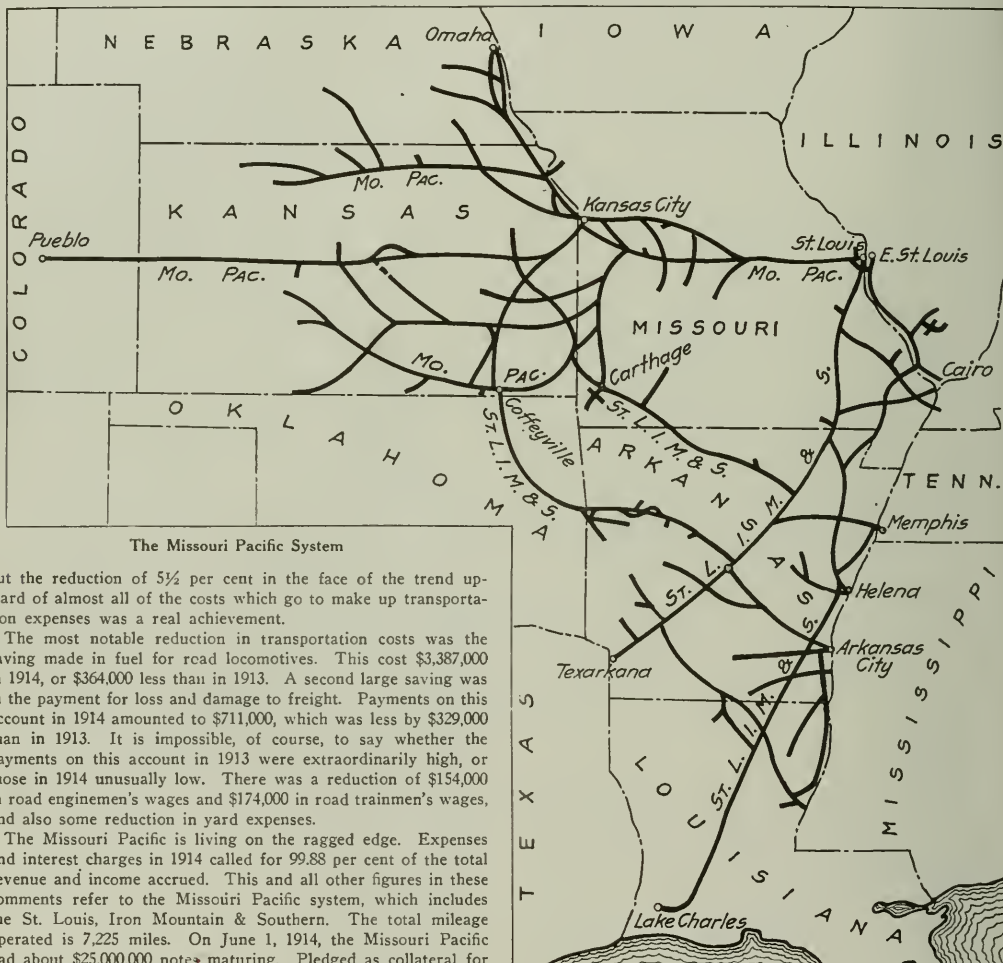 NEBRASKA
Omaha
IOWA
ILLINOIS
COLORADO
MO. PAC.
KANSAS
Kansas City
Pueblo
St. Louis
E. St. Louis
MO. PAC.
MO. PAC.
MISSOURI
MO. PAC.
Carthage
Cairo
Coffeyville
ST. L. I. M. & S.
ST. L. I. M. & S.
OKLAHOMA
ARKANSAS
TENN.
Memphis
ST. L. I. M. & S.
Helena
Arkansas City
Texarkana
TEXAS
LOUISIANA
ST. L. I. M. & S.
MISSISSIPPI
Lake Charles
The Missouri Pacific System
ut the reduction of 5½ per cent in the face of the trend up-
ard of almost all of the costs which go to make up transporta-
on expenses was a real achievement.
The most notable reduction in transportation costs was the
aving made in fuel for road locomotives. This cost $3,387,000
1914, or $364,000 less than in 1913. A second large saving was
the payment for loss and damage to freight. Payments on this
ccount in 1914 amounted to $711,000, which was less by $329,000
an in 1913. It is impossible, of course, to say whether the
ayments on this account in 1913 were extraordinarily high, or
ose in 1914 unusually low. There was a reduction of $154,000
road enginemen's wages and $174,000 in road trainmen's wages,
nd also some reduction in yard expenses.
The Missouri Pacific is living on the ragged edge. Expenses
nd interest charges in 1914 called for 99.88 per cent of the total
evenue and income accrued. This and all other figures in these
omments refer to the Missouri Pacific system, which includes
ne St. Louis, Iron Mountain & Southern. The total mileage
perated is 7,225 miles. On June 1, 1914, the Missouri Pacific
ad about $25,000,000 notes maturing. Pledged as collateral for